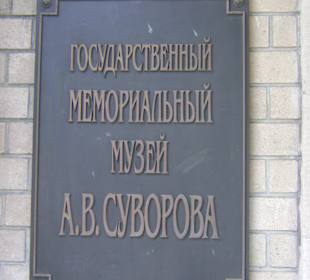 ГОСУДАРСТВЕННЫЙ
МЕМОРИАЛЬНЫЙ
МУЗЕЙ
А.В.СУВОРОВА